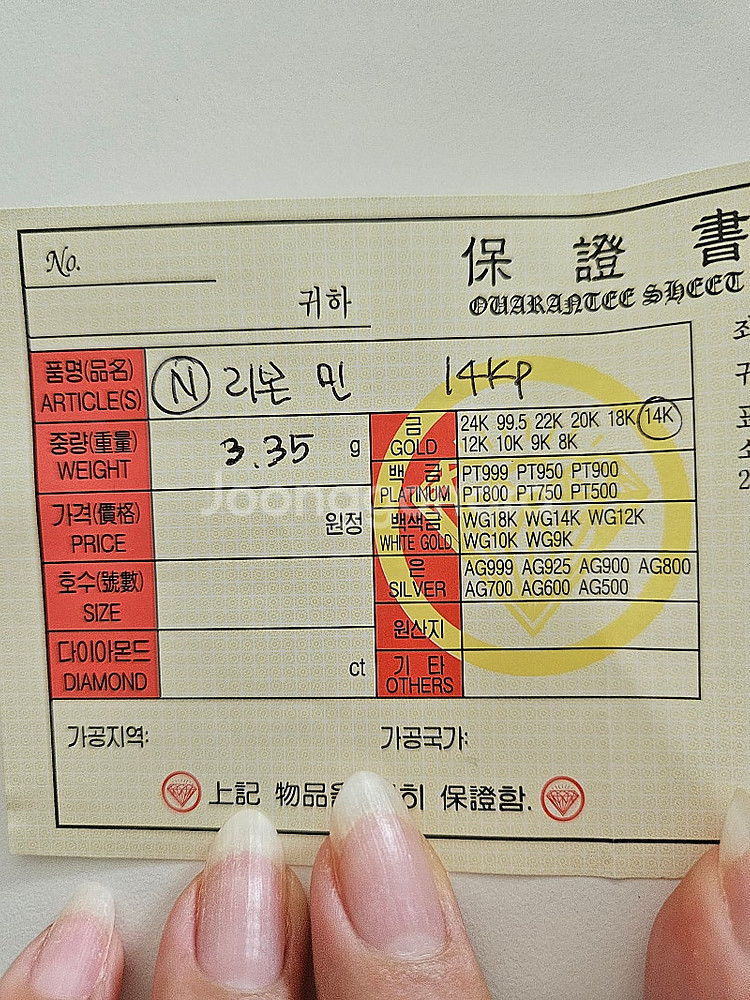 No.
保 證 書
귀하
QUARANTEE SHEET
품명(品名)
ARTICLE(S)
N 리본 민 14KP
중량(重量)
WEIGHT
3.35 g
가격(價格)
PRICE
원정
호수(號數)
SIZE
다이아몬드
DIAMOND
ct
금
GOLD
24K 99.5 22K 20K 18K 14K
12K 10K 9K 8K
백 금
PLATINUM
PT999 PT950 PT900
PT800 PT750 PT500
백색금
WHITE GOLD
WG18K WG14K WG12K
WG10K WG9K
은
SILVER
AG999 AG925 AG900 AG800
AG700 AG600 AG500
원산지
기 타
OTHERS
가공지역:
가공국가:
上記 物品을 히 保證함.